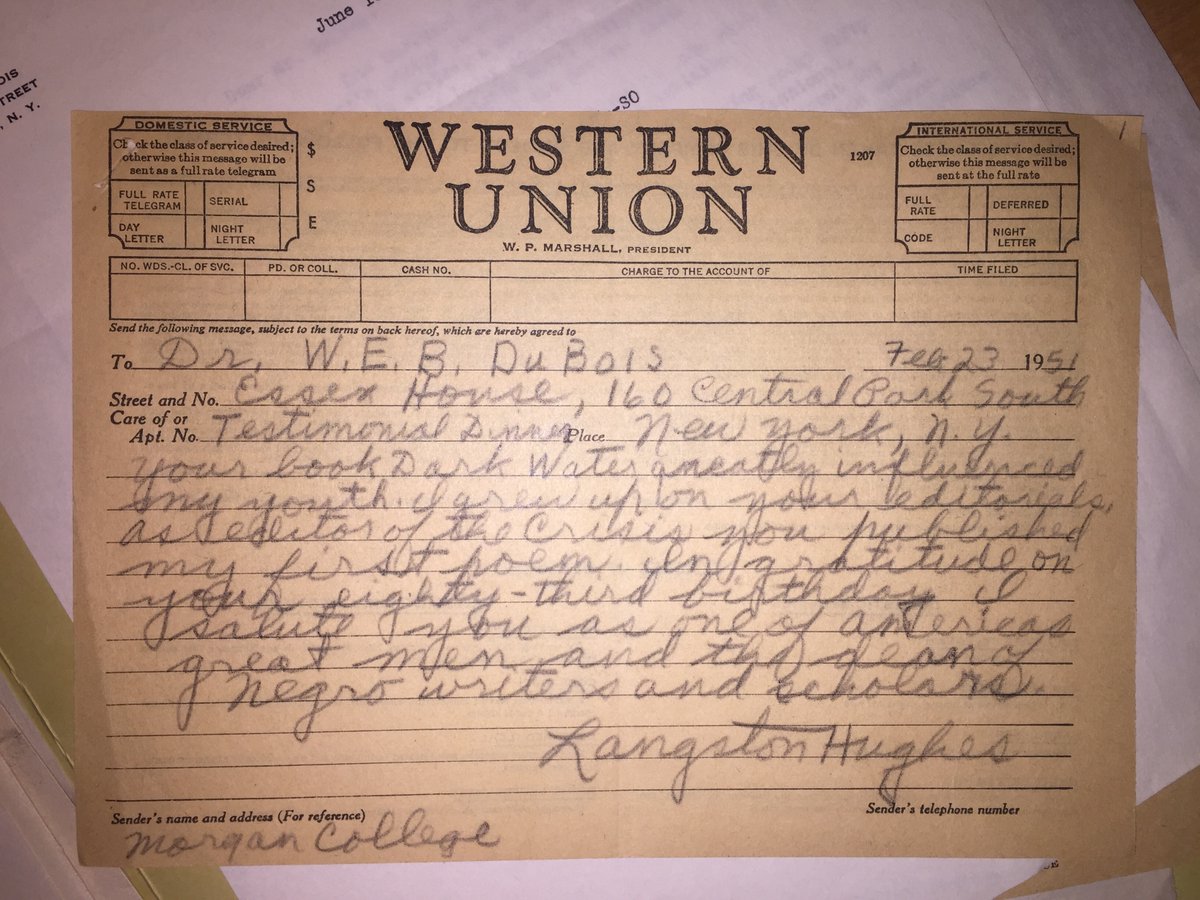 June 1
OIS
TREET
, N. Y.
-SO
DOMESTIC SERVICE
Check the class of service desired;
otherwise this message will be
sent as a full rate telegram
FULL RATE TELEGRAM
SERIAL
DAY LETTER
NIGHT LETTER
$
S
E
WESTERN
UNION
1207
W. P. MARSHALL, PRESIDENT
INTERNATIONAL SERVICE
Check the class of service desired;
otherwise this message will be
sent at the full rate
FULL RATE
DEFERRED
CODE
NIGHT LETTER
1
NO. WDS.-CL. OF SVC. PD. OR COLL. CASH NO. CHARGE TO THE ACCOUNT OF TIME FILED
Send the following message, subject to the terms on back hereof, which are hereby agreed to
To Dr. W. E. B. Du Bois Feb 23 1951
Street and No. Essex House, 160 Central Park South
Care of or
Apt. No. Testimonial Dinner Place New York, N.Y.
your book Dark Water greatly influenced
my youth. I grew up on your editorials,
as editor of the Crisis you published
my first poem. In gratitude on
your eighty-third birthday I
salute you as one of Americas
great men and the dean of
Negro writers and scholars.
Langston Hughes
Sender's name and address (For reference) Sender's telephone number
Morgan College